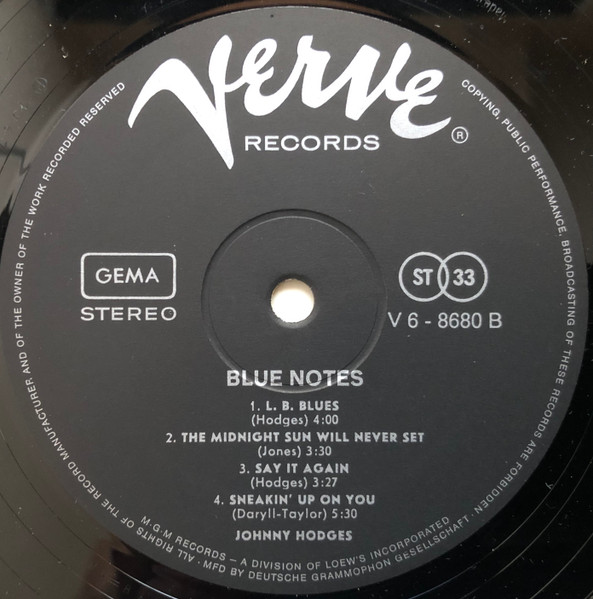 Verve
RECORDS ®
GEMA
STEREO
ST 33
V 6 - 8680 B
BLUE NOTES
1. L. B. BLUES
(Hodges) 4:00
2. THE MIDNIGHT SUN WILL NEVER SET
(Jones) 3:30
3. SAY IT AGAIN
(Hodges) 3:27
4. SNEAKIN' UP ON YOU
(Daryll-Taylor) 5:30
JOHNNY HODGES
M·G·M RECORDS – A DIVISION OF LOEW'S INCORPORATED
· ALL RIGHTS OF THE RECORD MANUFACTURER AND OF THE OWNER OF THE WORK RECORDED RESERVED
COPYING, PUBLIC PERFORMANCE, BROADCASTING OF THESE RECORDS ARE FORBIDDEN
· MFD BY DEUTSCHE GRAMMOPHON GESELLSCHAFT ·